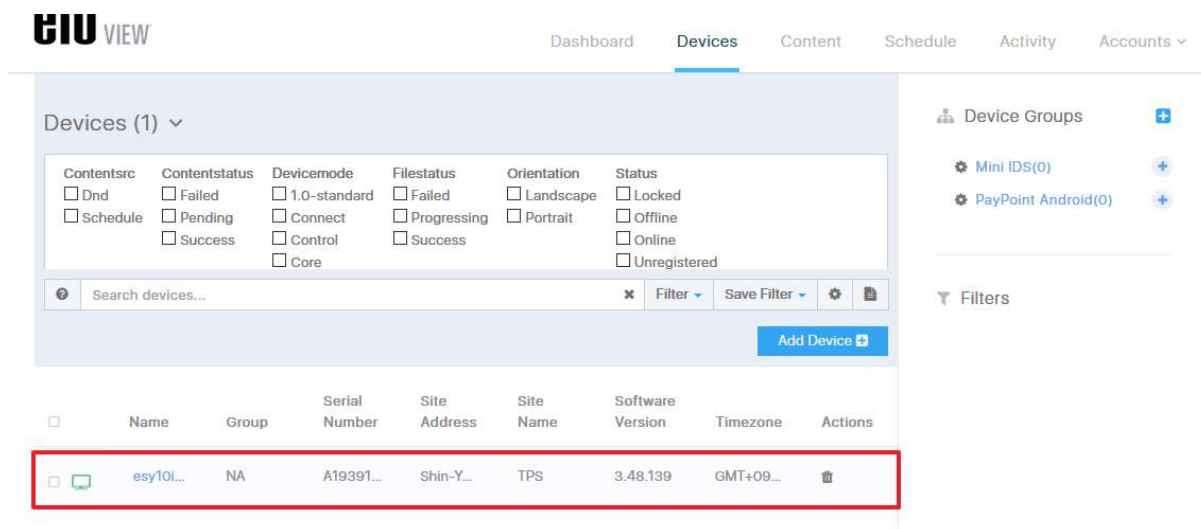 elo VIEW
Dashboard Devices Content Schedule Activity Accounts
Devices (1)
Contentsrc Contentstatus Devicemode Filestatus Orientation Status
Dnd Failed 1.0-standard Failed Landscape Locked
Schedule Pending Connect Progressing Portrait Offline
Success Control Success Online
Core Unregistered
Search devices... Filter Save Filter
Add Device
Name Group Serial Number Site Address Site Name Software Version Timezone Actions
esy10i... NA A19391... Shin-Y... TPS 3.48.139 GMT+09...
Device Groups
Mini IDS(0)
PayPoint Android(0)
Filters